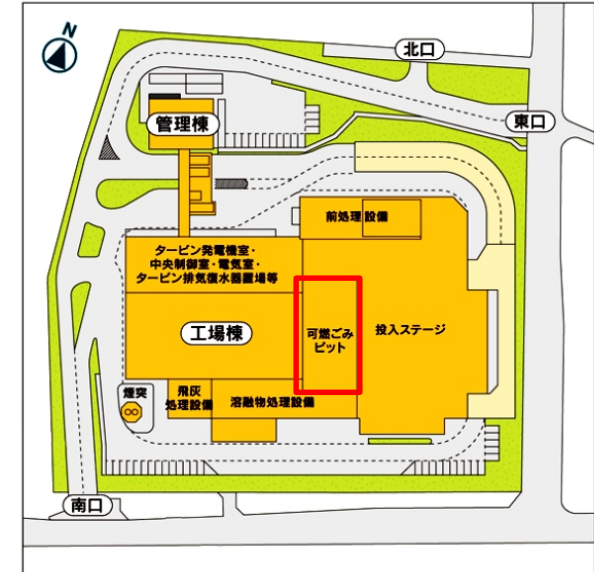 N
北口
東口
管理棟
前処理設備
タービン発電機室・
中央制御室・電気室・
タービン排気復水器置場等
工場棟
可燃ごみ
ピット
投入ステージ
煙突
飛灰
処理設備
溶融物処理設備
南口